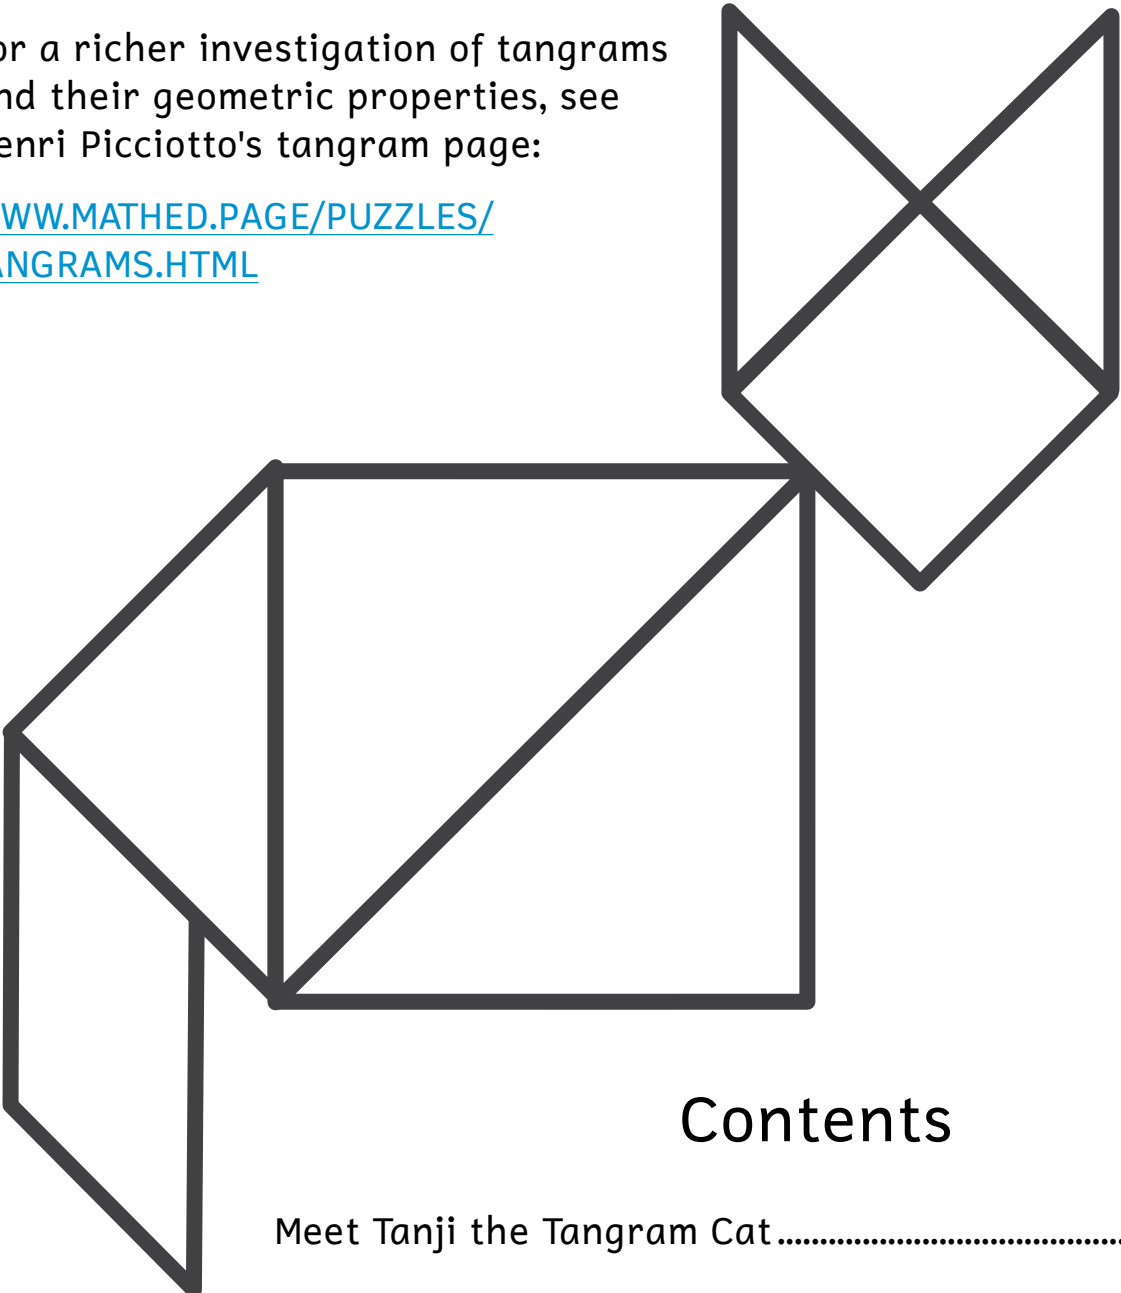 or a richer investigation of tangrams
nd their geometric properties, see
enri Picciotto's tangram page:
WW.MATHED.PAGE/PUZZLES/
ANGRAMS.HTML
Contents
Meet Tanji the Tangram Cat.........................................